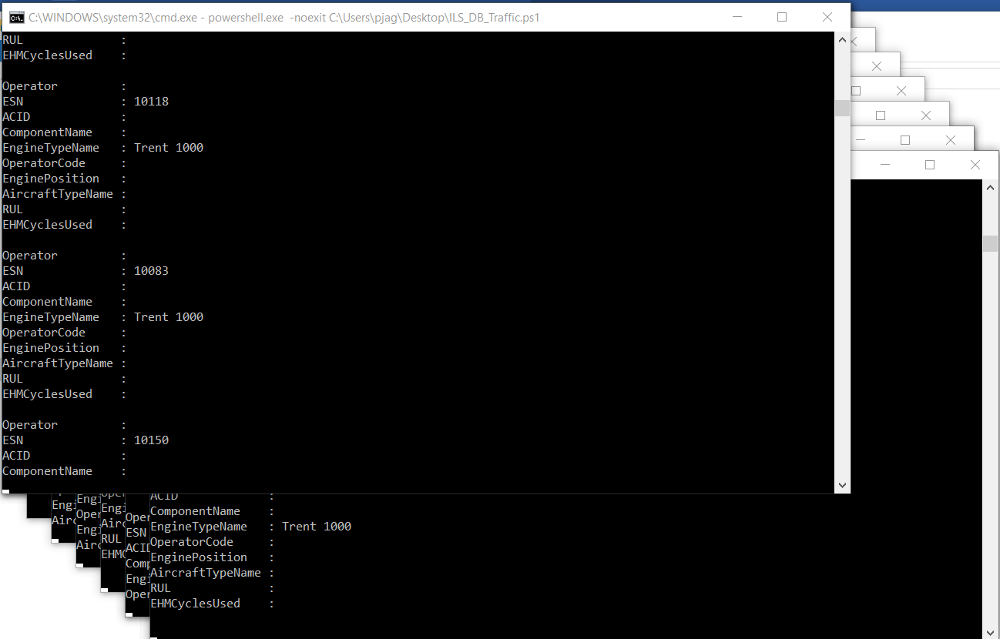 C:\WINDOWS\system32\cmd.exe - powershell.exe  -noexit C:\Users\pjag\Desktop\ILS_DB_Traffic.ps1
RUL               :
EHMCyclesUsed     :
Operator          :
ESN               : 10118
ACID              :
ComponentName     :
EngineTypeName    : Trent 1000
OperatorCode      :
EnginePosition    :
AircraftTypeName  :
RUL               :
EHMCyclesUsed     :
Operator          :
ESN               : 10083
ACID              :
ComponentName     :
EngineTypeName    : Trent 1000
OperatorCode      :
EnginePosition    :
AircraftTypeName  :
RUL               :
EHMCyclesUsed     :
Operator          :
ESN               : 10150
ACID              :
ComponentName     :
Engi
Airc
Engi
Oper
Engi
Airc
Oper
Engi
Airc
RUL
EHMC
Oper
ESN
ACID
Comp
Engi
Oper
ACID              :
ComponentName     :
EngineTypeName    : Trent 1000
OperatorCode      :
EnginePosition    :
AircraftTypeName  :
RUL               :
EHMCyclesUsed     :